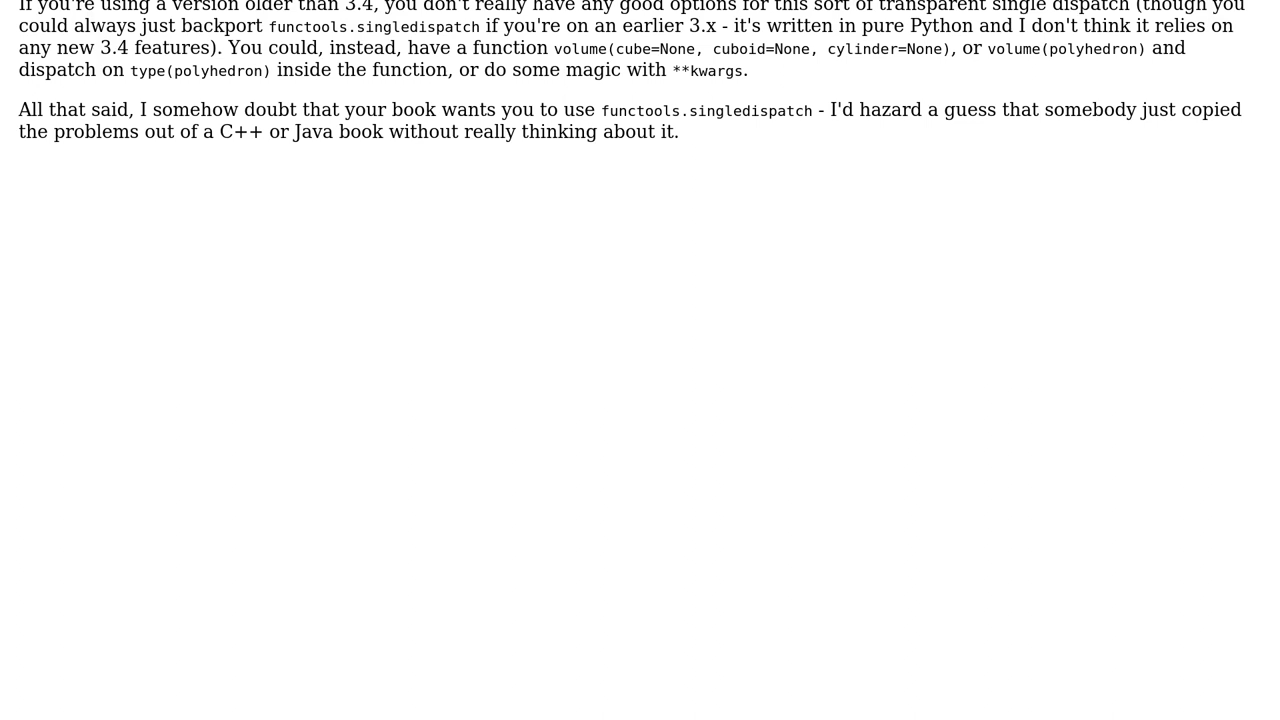 If you're using a version older than 3.4, you don't really have any good options for this sort of transparent single dispatch (though you
could always just backport functools.singledispatch if you're on an earlier 3.x - it's written in pure Python and I don't think it relies on
any new 3.4 features). You could, instead, have a function volume(cube=None, cuboid=None, cylinder=None), or volume(polyhedron) and
dispatch on type(polyhedron) inside the function, or do some magic with **kwargs.
All that said, I somehow doubt that your book wants you to use functools.singledispatch - I'd hazard a guess that somebody just copied
the problems out of a C++ or Java book without really thinking about it.